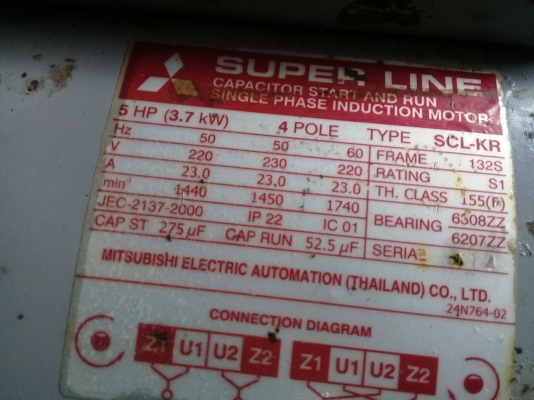 SUPER LINE
CAPACITOR START AND RUN
SINGLE PHASE INDUCTION MOTOR
5 HP (3.7 kW) 4 POLE TYPE SCL-KR
Hz 50 50 60 FRAME 132S
V 220 230 220 RATING S1
A 23.0 23.0 23.0 TH. CLASS 155(F)
min-1 1440 1450 1740 BEARING 6308ZZ
JEC-2137-2000 IP 22 IC 01 6207ZZ
CAP ST 275 µF CAP RUN 52.5 µF SERIAL
MITSUBISHI ELECTRIC AUTOMATION (THAILAND) CO., LTD.
24N764-02
CONNECTION DIAGRAM
Z1 U1 U2 Z2 Z1 U1 U2 Z2